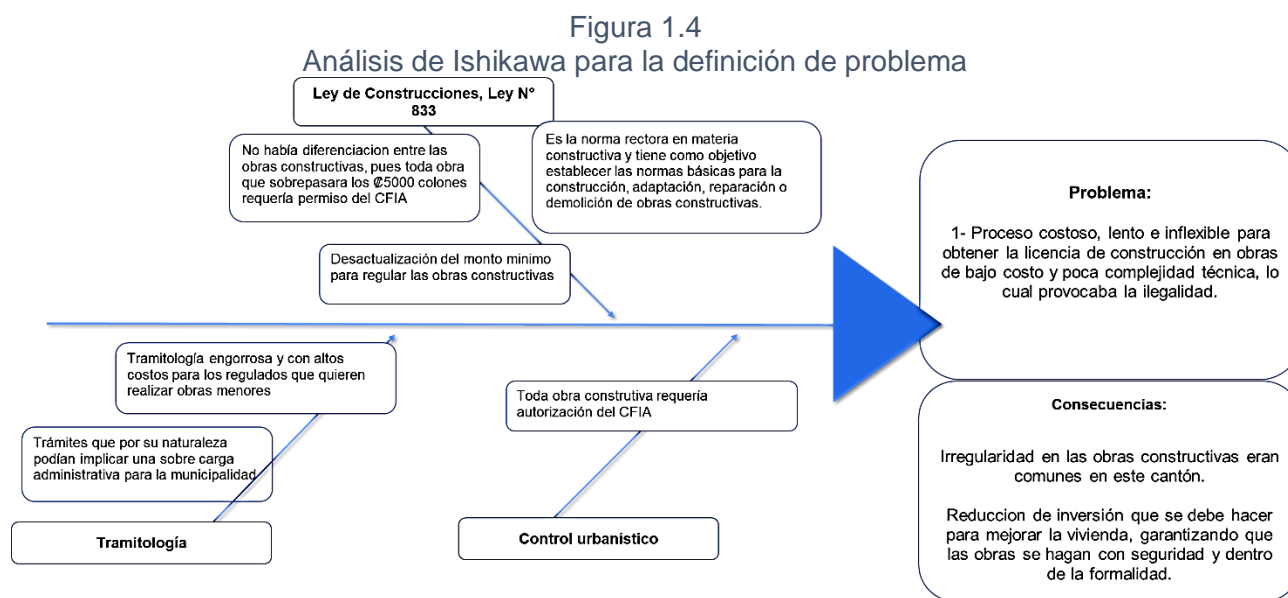 Figura 1.4
Análisis de Ishikawa para la definición de problema
Ley de Construcciones, Ley N°
833
No había diferenciacion entre las
obras constructivas, pues toda obra
que sobrepasara los ₡5000 colones
requería permiso del CFIA
Es la norma rectora en materia
constructiva y tiene como objetivo
establecer las normas básicas para la
construcción, adaptación, reparación o
demolición de obras constructivas.
Desactualización del monto minimo
para regular las obras constructivas
Tramitología engorrosa y con altos
costos para los regulados que quieren
realizar obras menores
Trámites que por su naturaleza
podían implicar una sobre carga
administrativa para la municipalidad
Tramitología
Toda obra construtiva requería
autorización del CFIA
Control urbanístico
Problema:
1- Proceso costoso, lento e inflexible para
obtener la licencia de construcción en obras
de bajo costo y poca complejidad técnica, lo
cual provocaba la ilegalidad.
Consecuencias:
Irregularidad en las obras constructivas eran
comunes en este cantón.
Reduccion de inversión que se debe hacer
para mejorar la vivienda, garantizando que
las obras se hagan con seguridad y dentro
de la formalidad.